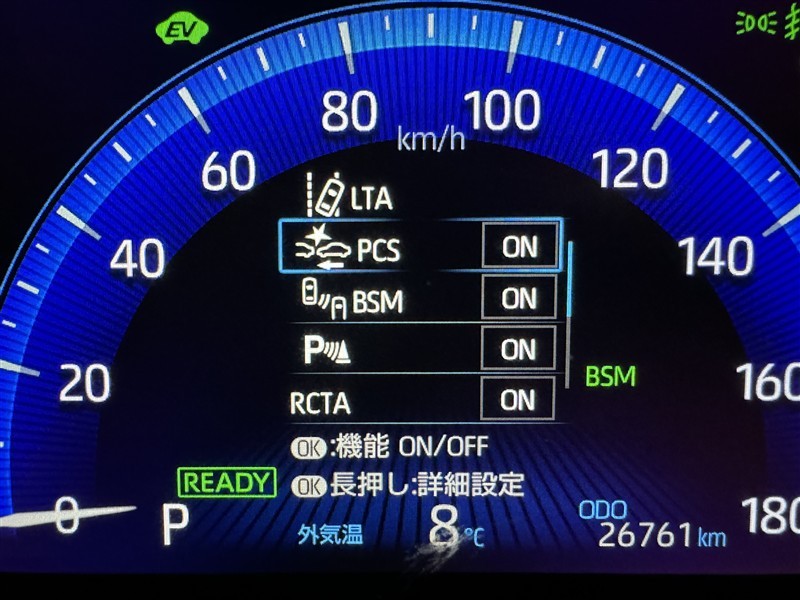 EV
80
100
km/h
60
120
LTA
40
PCS ON
140
BSM ON
P ON
20
BSM
160
RCTA ON
OK:機能 ON/OFF
READY
OK長押し:詳細設定
0
P
外気温 8℃
ODO
26761 km
180